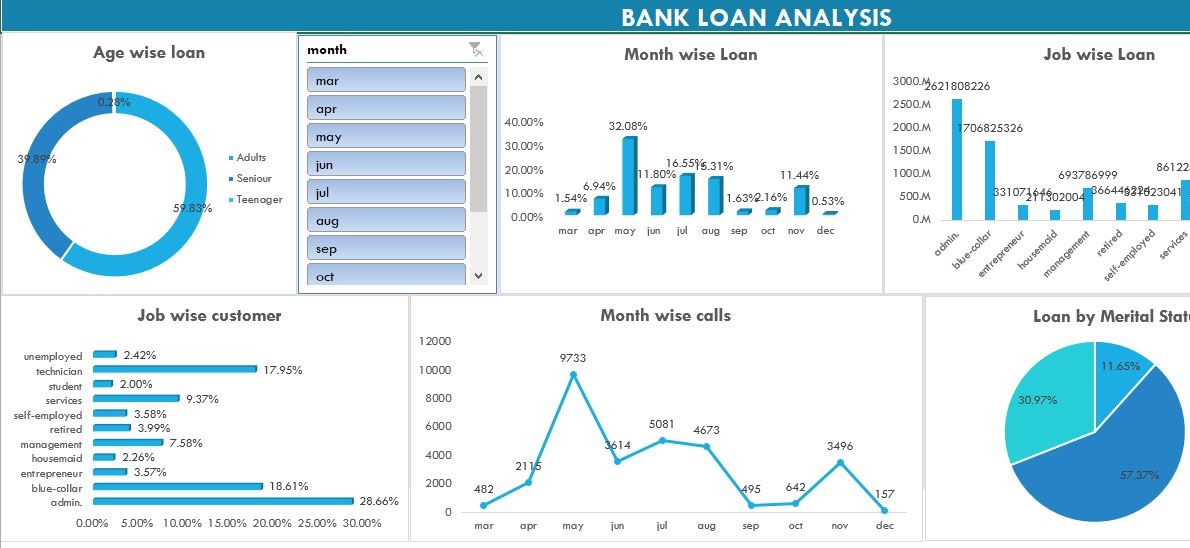 BANK LOAN ANALYSIS
Age wise loan
0.28%
39.89%
59.83%
Adults
Seniour
Teenager
month
mar
apr
may
jun
jul
aug
sep
oct
Month wise Loan
40.00%
30.00%
20.00%
10.00%
0.00%
1.54%
6.94%
32.08%
11.80%
16.55%
15.31%
1.63%
2.16%
11.44%
0.53%
mar apr may jun jul aug sep oct nov dec
Job wise Loan
3000.M
2500.M
2000.M
1500.M
1000.M
500.M
0.M
2621808226
1706825326
331071646
211302004
693786999
8612
admin.
blue-collar
entrepreneur
housemaid
management
retired
self-employed
services
Job wise customer
unemployed 2.42%
technician 17.95%
student 2.00%
services 9.37%
self-employed 3.58%
retired 3.99%
management 7.58%
housemaid 2.26%
entrepreneur 3.57%
blue-collar 18.61%
admin. 28.66%
0.00% 5.00% 10.00% 15.00% 20.00% 25.00% 30.00%
Month wise calls
12000
10000
8000
6000
4000
2000
0
482
2115
9733
3614
5081
4673
495
642
3496
157
mar apr may jun jul aug sep oct nov dec
Loan by Merital Stat
11.65%
30.97%
57.37%